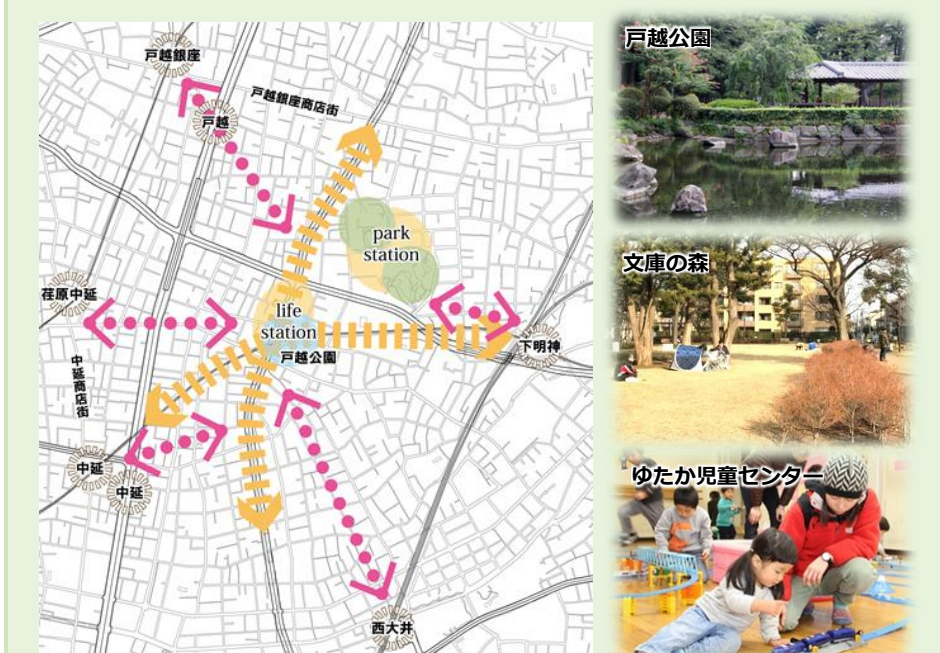 戸越銀座
戸越
戸越銀座商店街
park
station
荏原中延
life
station
戸越公園
下明神
中延商店街
中延
中延
西大井
戸越公園
文庫の森
ゆたか児童センター